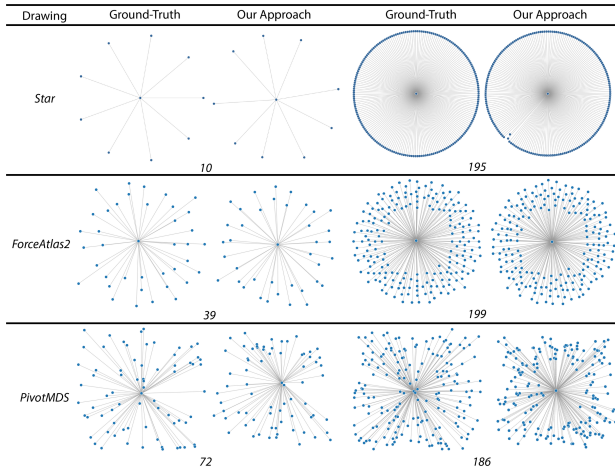 Drawing Ground-Truth Our Approach Ground-Truth Our Approach
Star
10 195
ForceAtlas2
39 199
PivotMDS
72 186